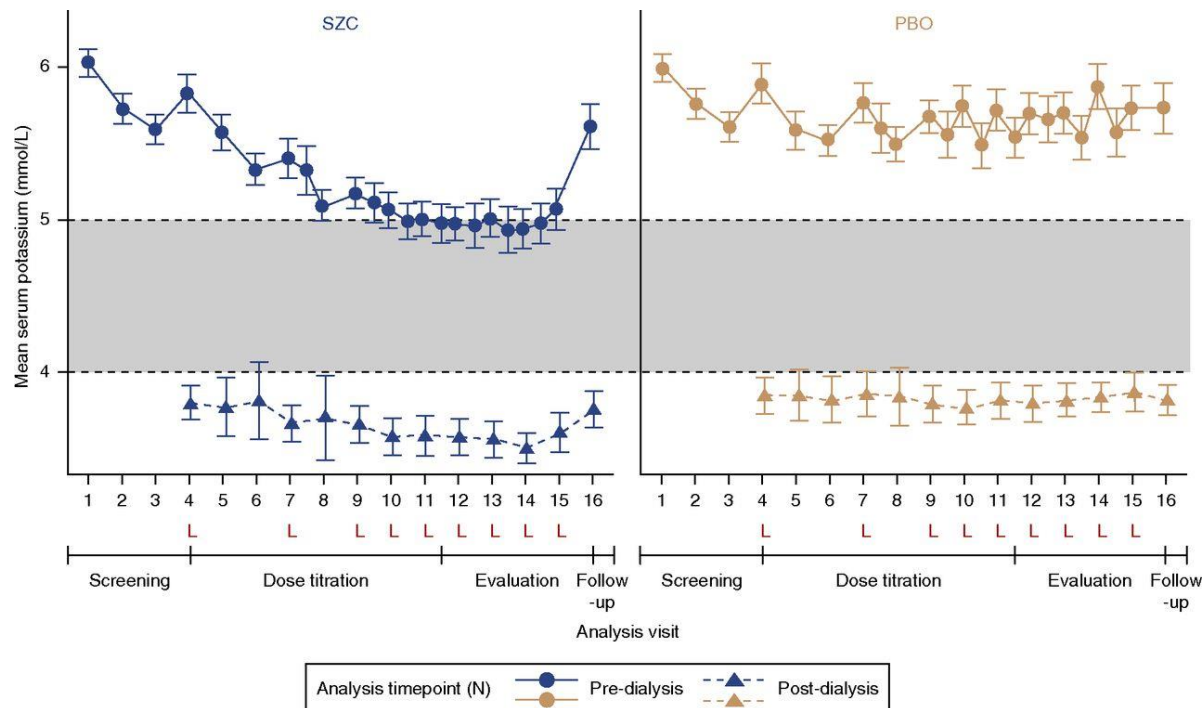 SZC PBO
6
5
4
Mean serum potassium (mmol/L)
1 2 3 4 5 6 7 8 9 10 11 12 13 14 15 16 1 2 3 4 5 6 7 8 9 10 11 12 13 14 15 16
L L L L L L L L L L L L L L L L L L
Screening Dose titration Evaluation Follow Screening Dose titration Evaluation Follow
-up -up
Analysis visit
Analysis timepoint (N) Pre-dialysis Post-dialysis